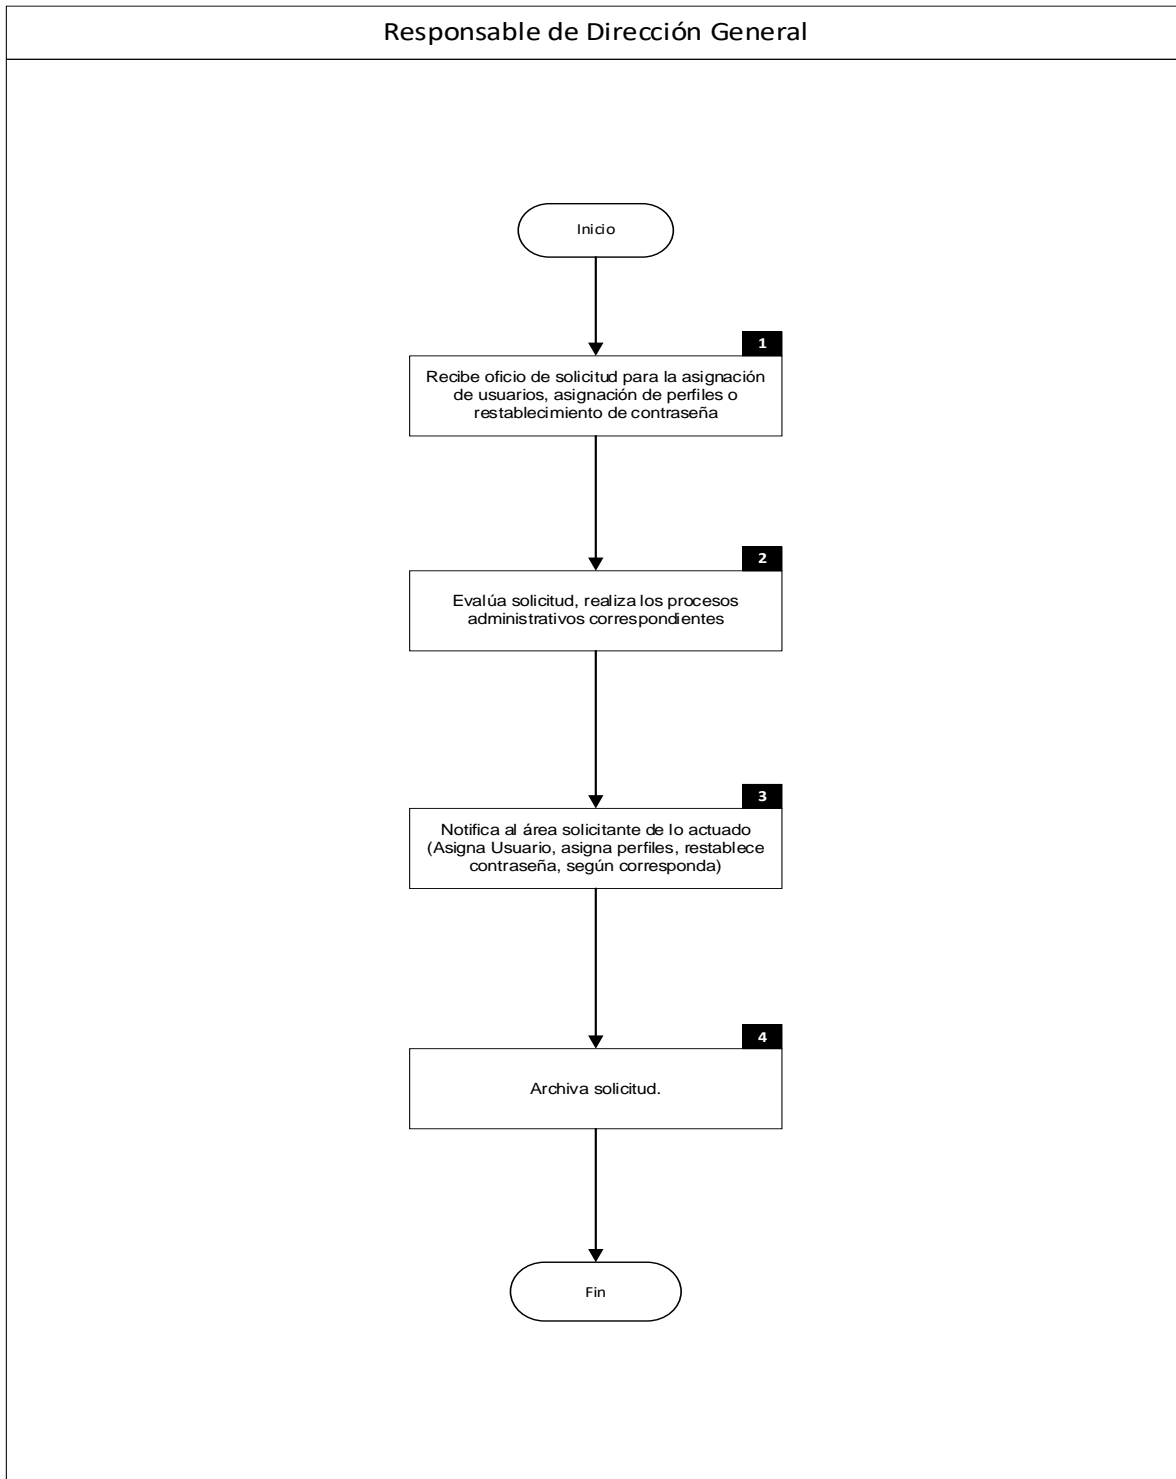 Responsable de Dirección General
Inicio
1
Recibe oficio de solicitud para la asignación
de usuarios, asignación de perfiles o
restablecimiento de contraseña
2
Evalúa solicitud, realiza los procesos
administrativos correspondientes
3
Notifica al área solicitante de lo actuado
(Asigna Usuario, asigna perfiles, restablece
contraseña, según corresponda)
4
Archiva solicitud.
Fin